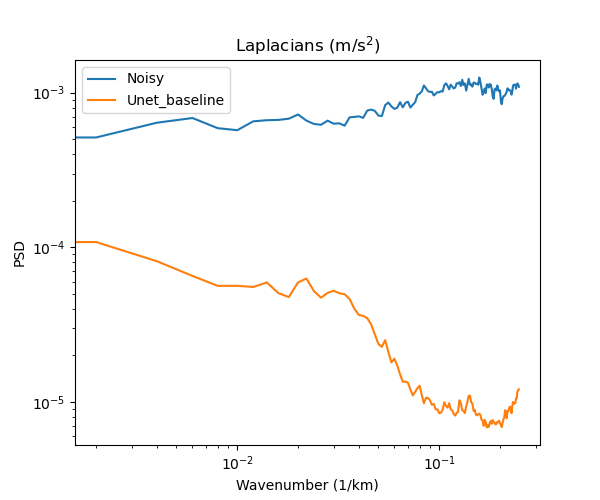 Laplacians (m/s²)
Noisy
Unet_baseline
10⁻³
10⁻⁴
10⁻⁵
PSD
10⁻²
10⁻¹
Wavenumber (1/km)